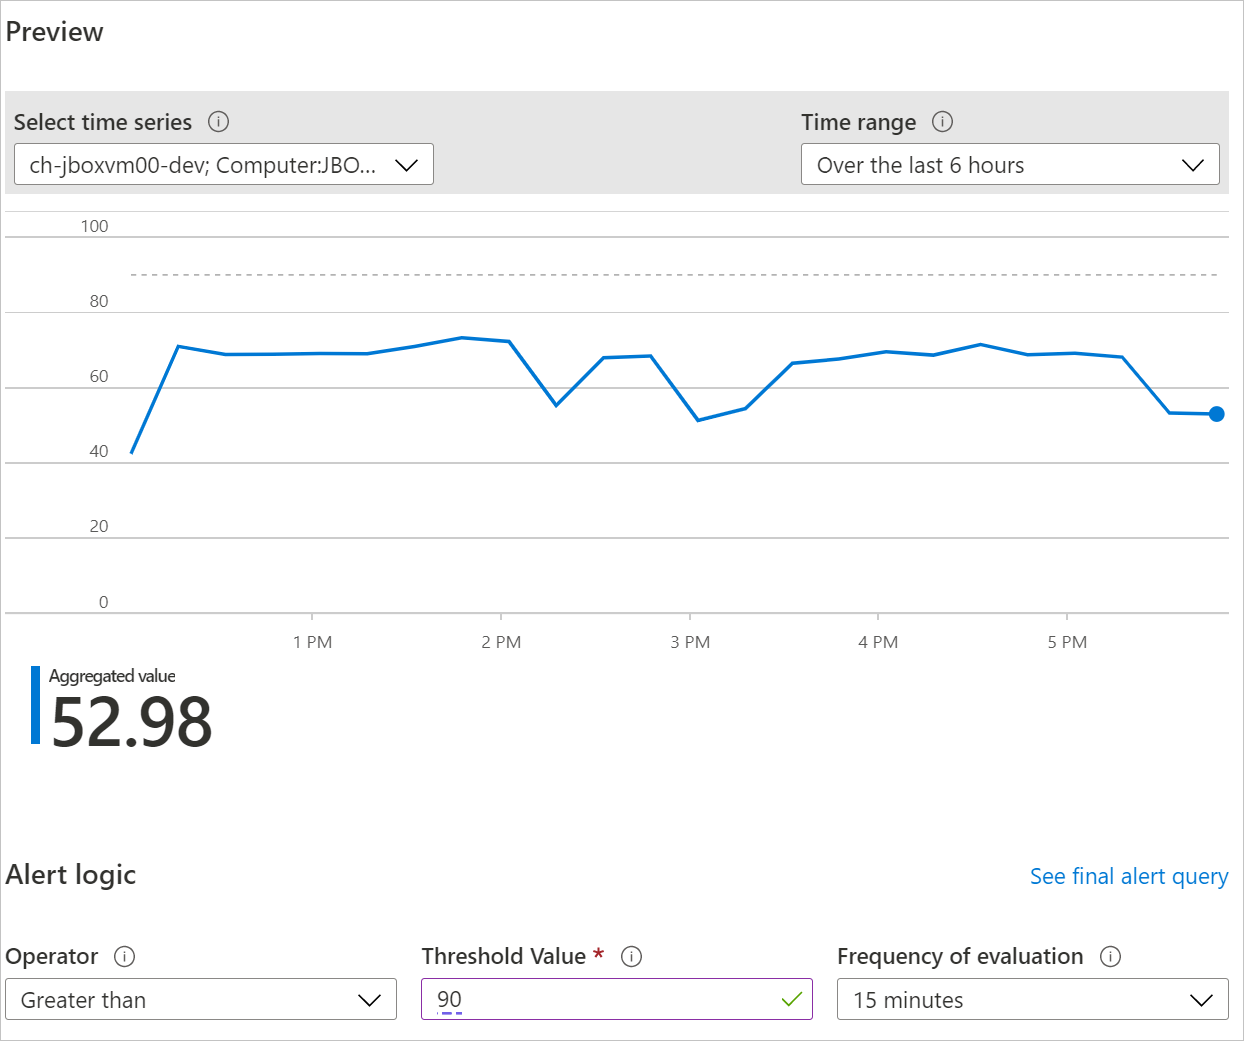 Preview
Select time series
Time range
ch-jboxvm00-dev; Computer:JBO...
Over the last 6 hours
100
80
60
40
20
0
1 PM 2 PM 3 PM 4 PM 5 PM
Aggregated value
52.98
Alert logic
See final alert query
Operator
Threshold Value *
Frequency of evaluation
Greater than
90
15 minutes